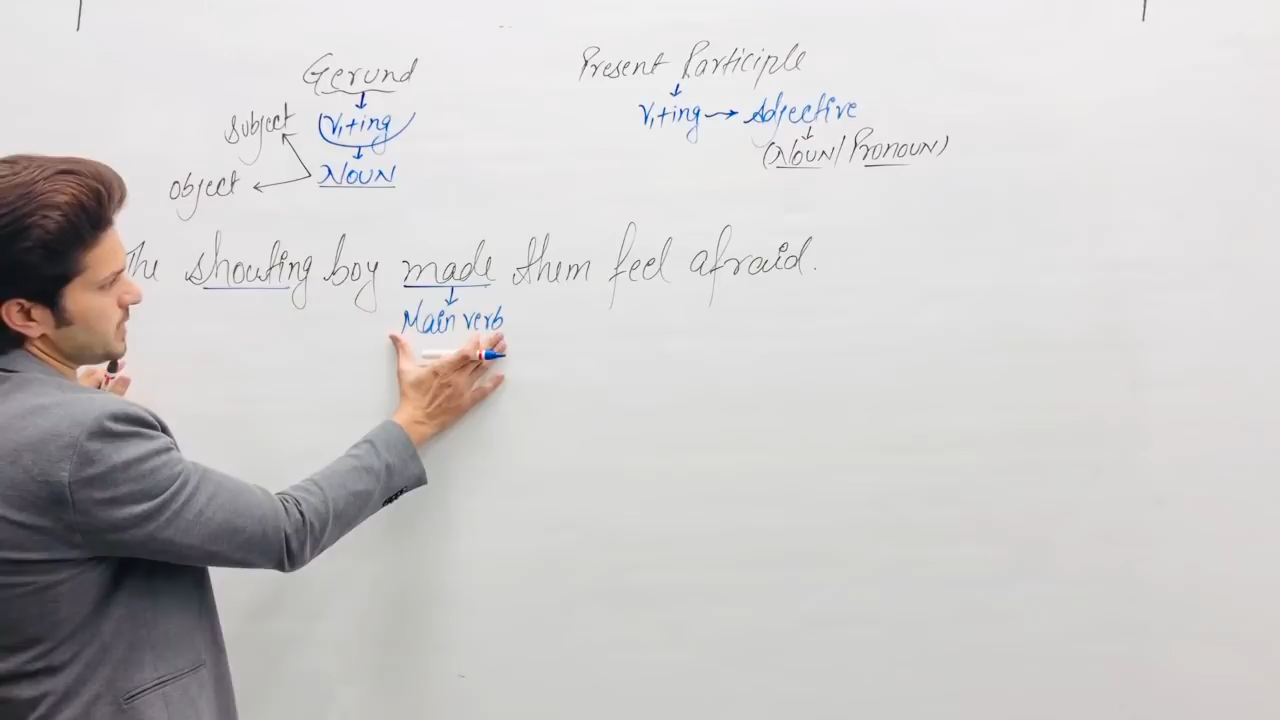 Gerund
V₁+ing
NOUN
Subject
object
Present Participle
V₁+ing → Adjective
(NOUN/PRONOUN)
The shouting boy made them feel afraid.
Main verb